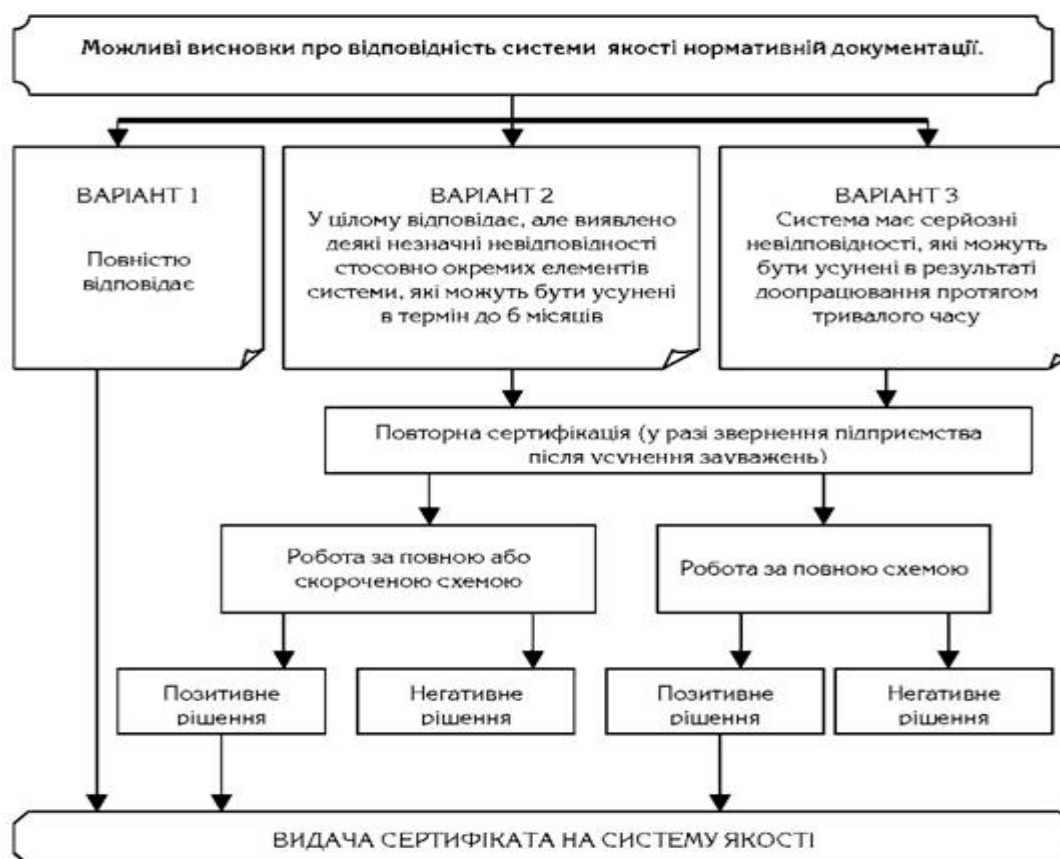 Можливі висновки про відповідність системи якості нормативній документації.
ВАРІАНТ 1
Повністю
відповідає
ВАРІАНТ 2
У цілому відповідає, але виявлено
деякі незначні невідповідності
стосовно окремих елементів
системи, які можуть бути усунені
в термін до 6 місяців
ВАРІАНТ 3
Система має серйозні
невідповідності, які можуть
бути усунені в результаті
доопрацювання протягом
тривалого часу
Повторна сертифікація (у разі звернення підприємства
після усунення зауважень)
Робота за повною або
скороченою схемою
Робота за повною схемою
Позитивне
рішення
Негативне
рішення
Позитивне
рішення
Негативне
рішення
ВИДАЧА СЕРТИФІКАТА НА СИСТЕМУ ЯКОСТІ